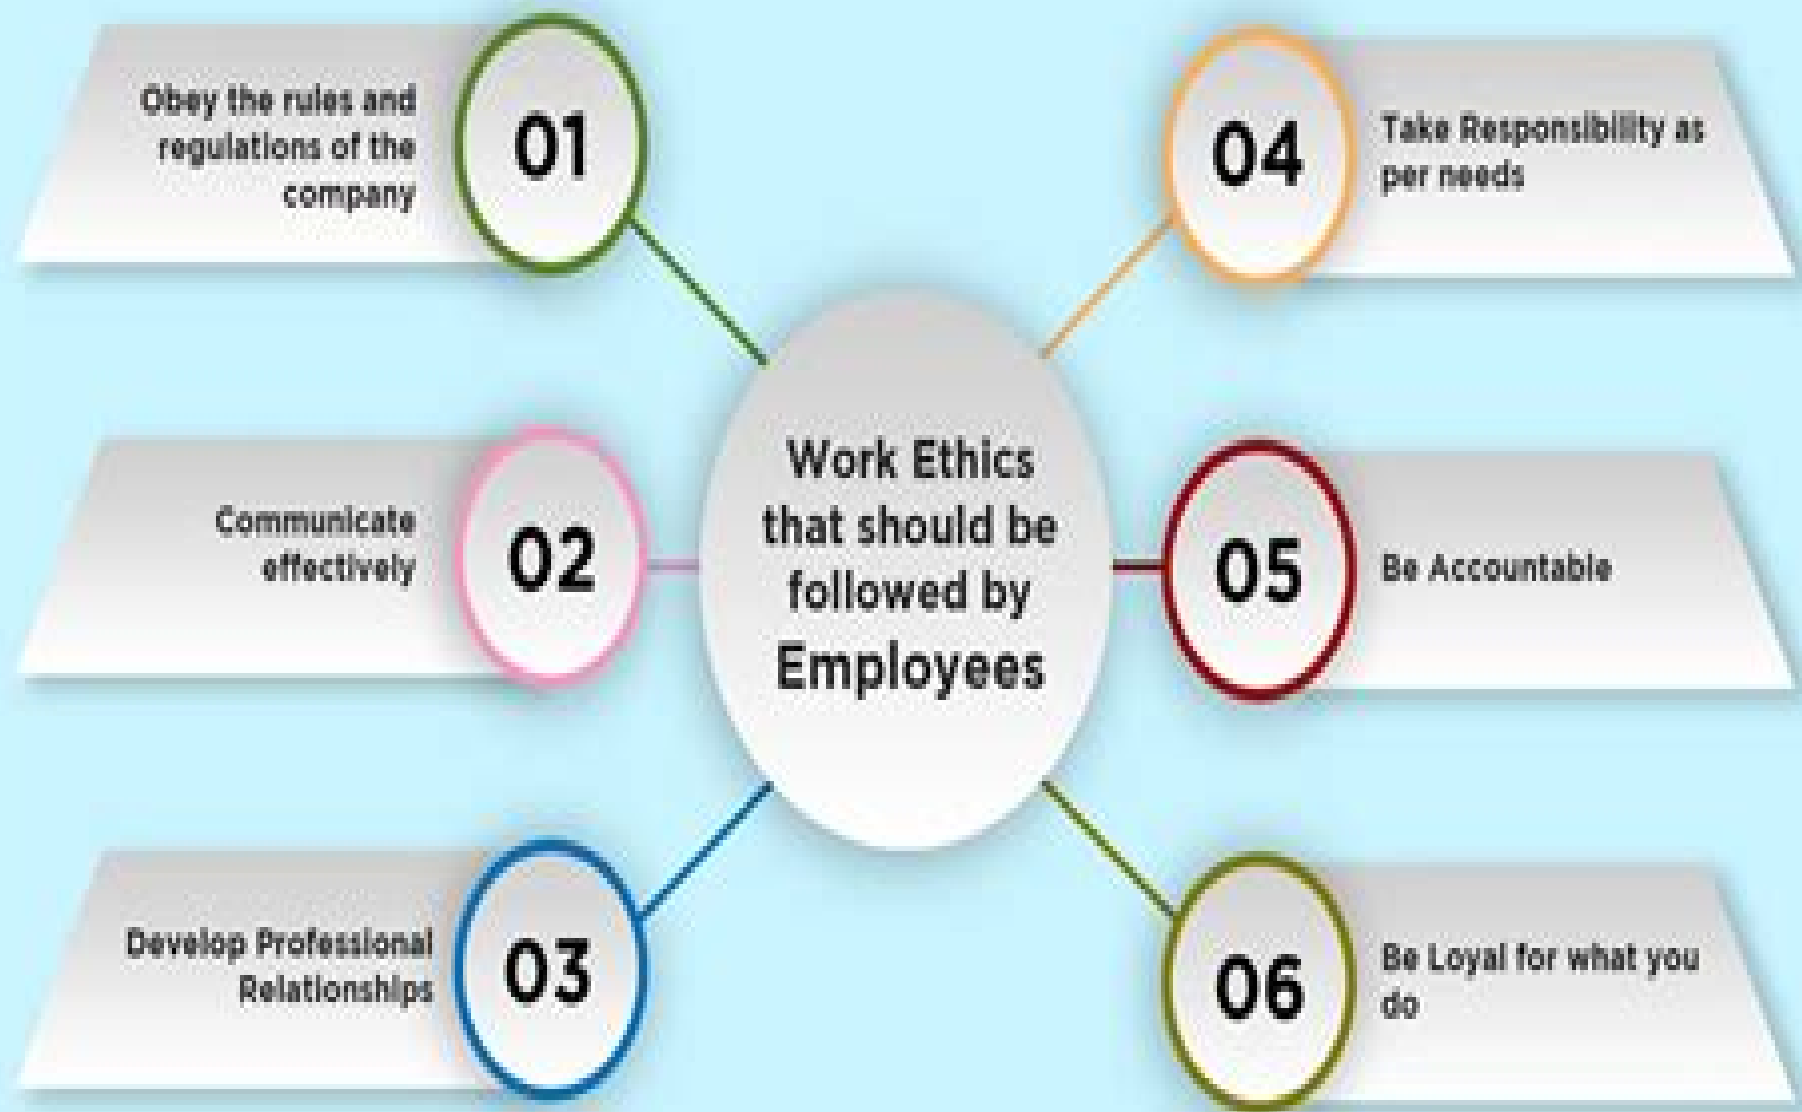 01
Obey the rules and
regulations of the
company
02
Communicate
effectively
03
Develop Professional
Relationships
Work Ethics
that should be
followed by
Employees
04
Take Responsibility as
per needs
05
Be Accountable
06
Be Loyal for what you
do